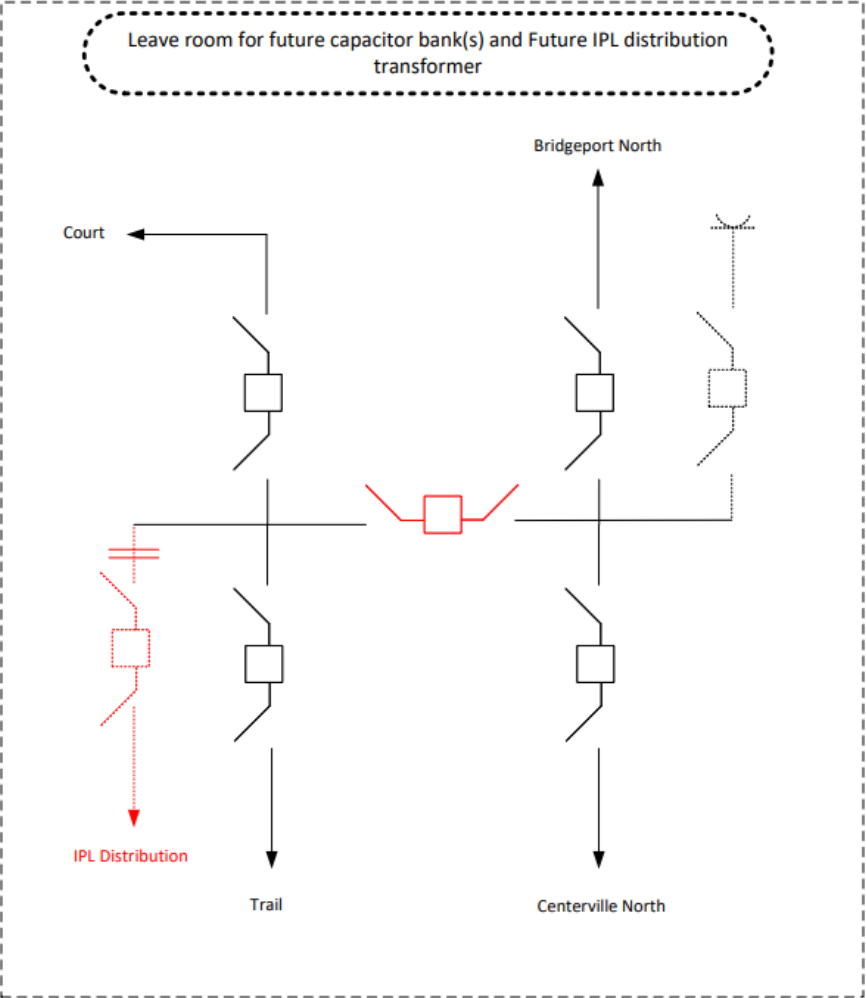 Leave room for future capacitor bank(s) and Future IPL distribution
transformer
Bridgeport North
Court
IPL Distribution
Trail
Centerville North